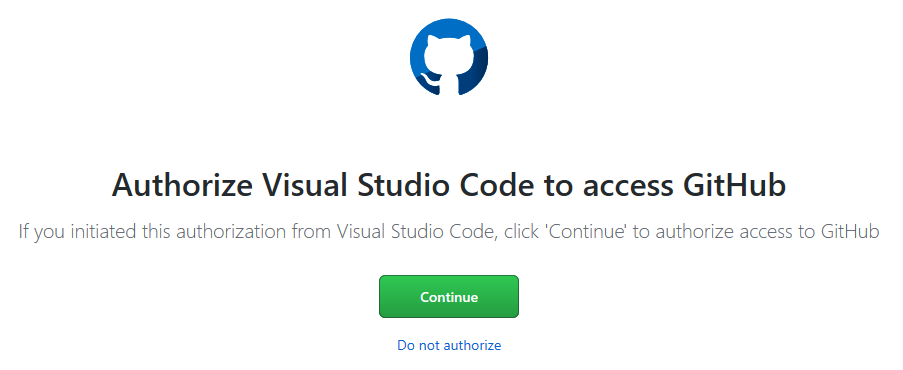 Authorize Visual Studio Code to access GitHub
If you initiated this authorization from Visual Studio Code, click 'Continue' to authorize access to GitHub
Continue
Do not authorize